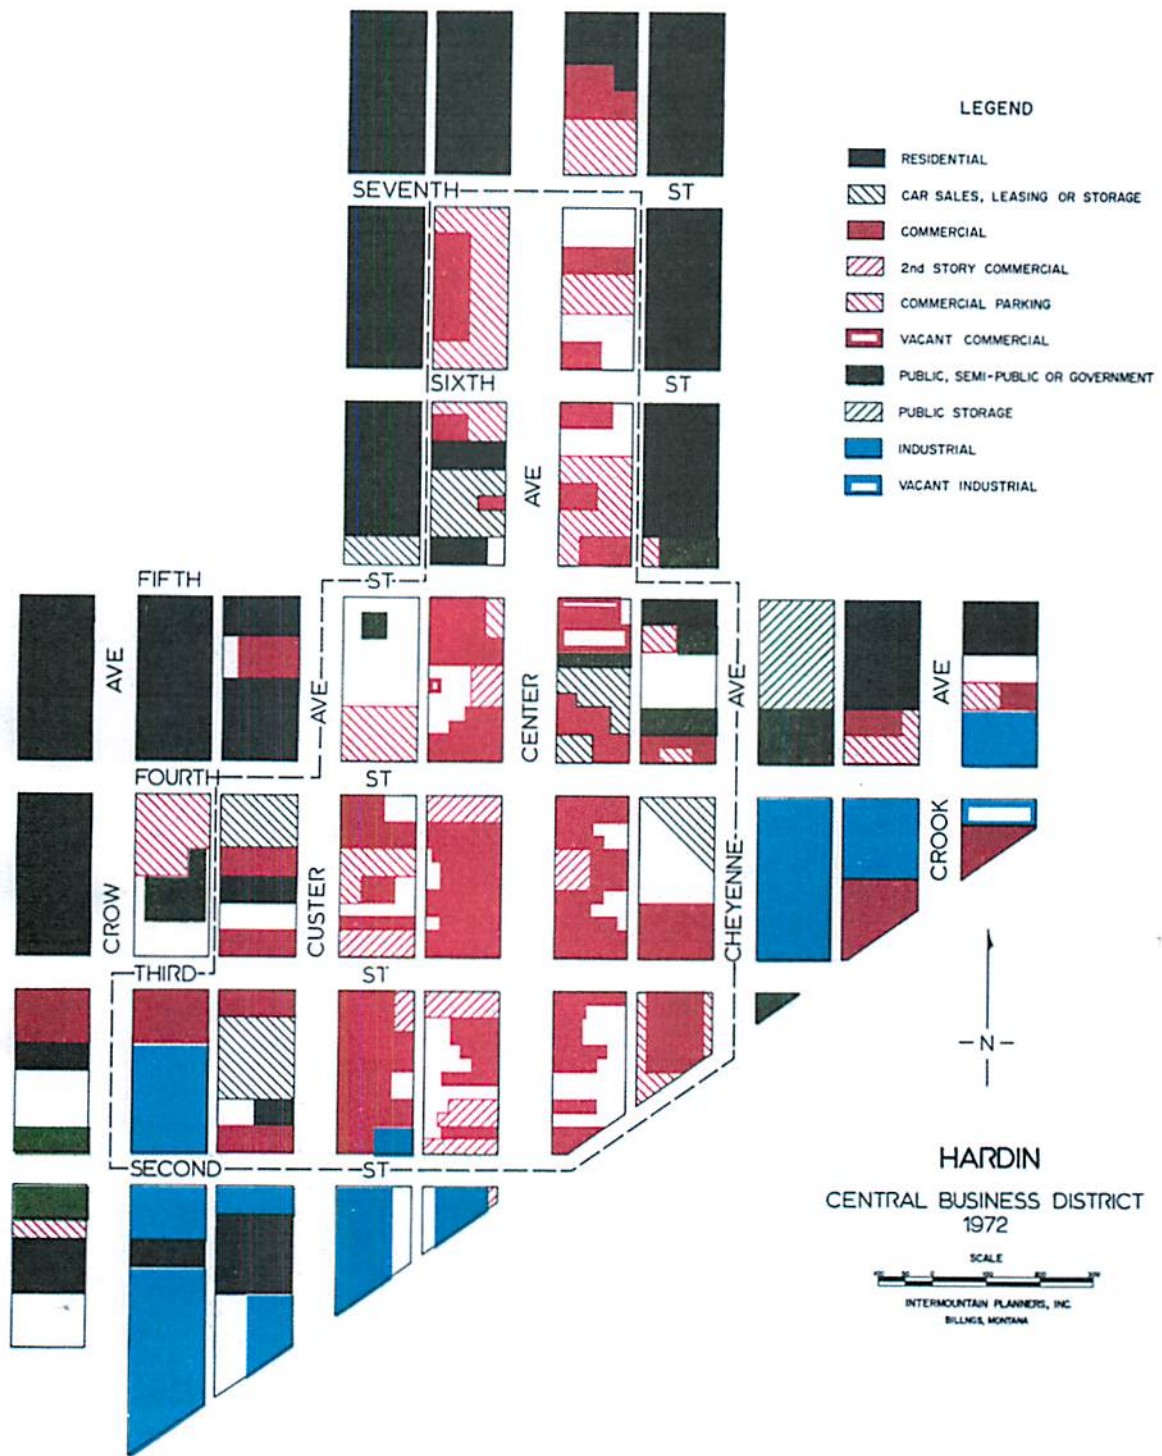 LEGEND
RESIDENTIAL
CAR SALES, LEASING OR STORAGE
COMMERCIAL
2nd STORY COMMERCIAL
COMMERCIAL PARKING
VACANT COMMERCIAL
PUBLIC, SEMI-PUBLIC OR GOVERNMENT
PUBLIC STORAGE
INDUSTRIAL
VACANT INDUSTRIAL
SEVENTH ST
SIXTH ST
AVE
FIFTH ST
AVE
AVE
CENTER
AVE
AVE
FOURTH ST
CROW
CUSTER
CHEYENNE
CROOK
THIRD ST
N
SECOND ST
HARDIN
CENTRAL BUSINESS DISTRICT
1972
SCALE
INTERMOUNTAIN PLANNERS, INC.
BILLNGS, MONTANA